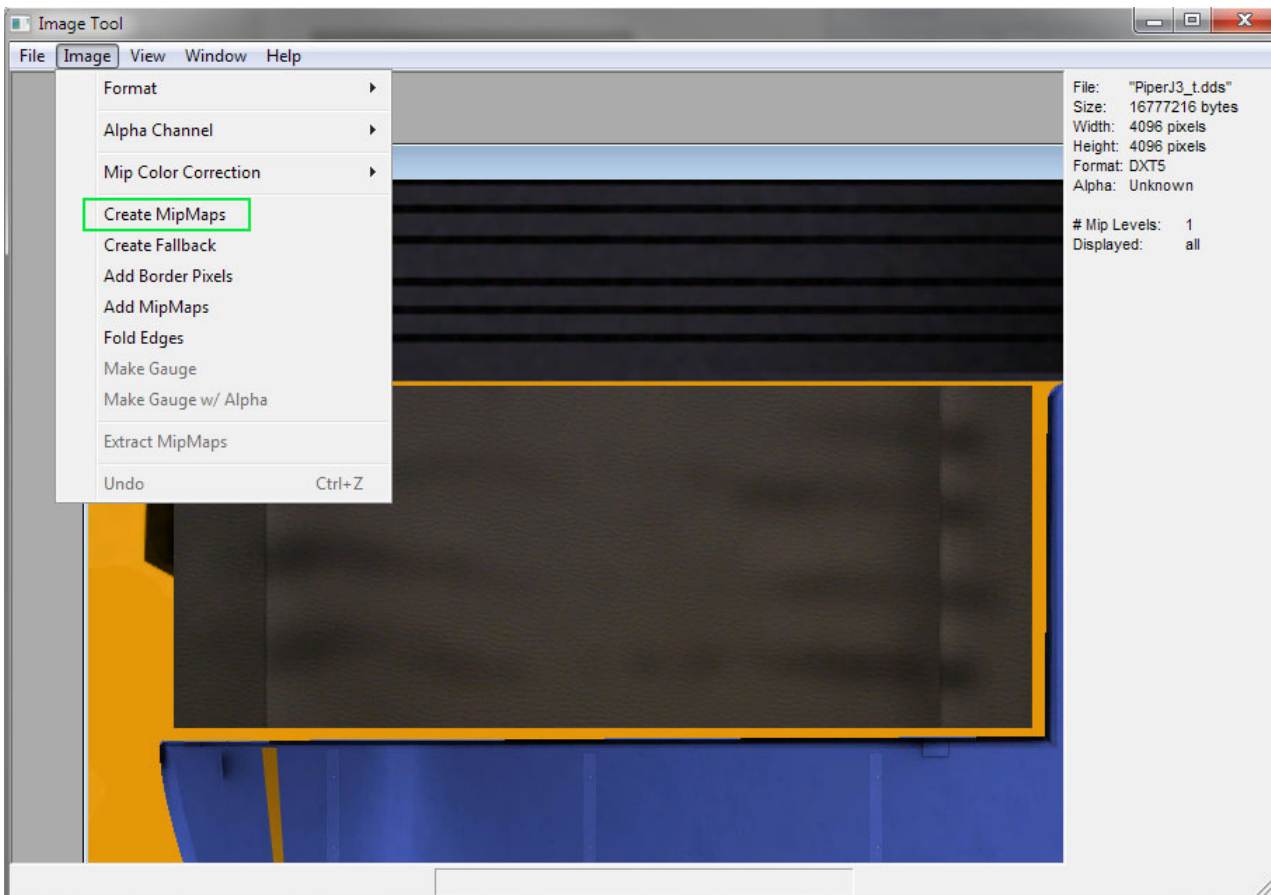 Image Tool
File Image View Window Help
Format
Alpha Channel
Mip Color Correction
Create MipMaps
Create Fallback
Add Border Pixels
Add MipMaps
Fold Edges
Make Gauge
Make Gauge w/ Alpha
Extract MipMaps
Undo Ctrl+Z
File: "PiperJ3_t.dds"
Size: 16777216 bytes
Width: 4096 pixels
Height: 4096 pixels
Format: DXT5
Alpha: Unknown
# Mip Levels: 1
Displayed: all